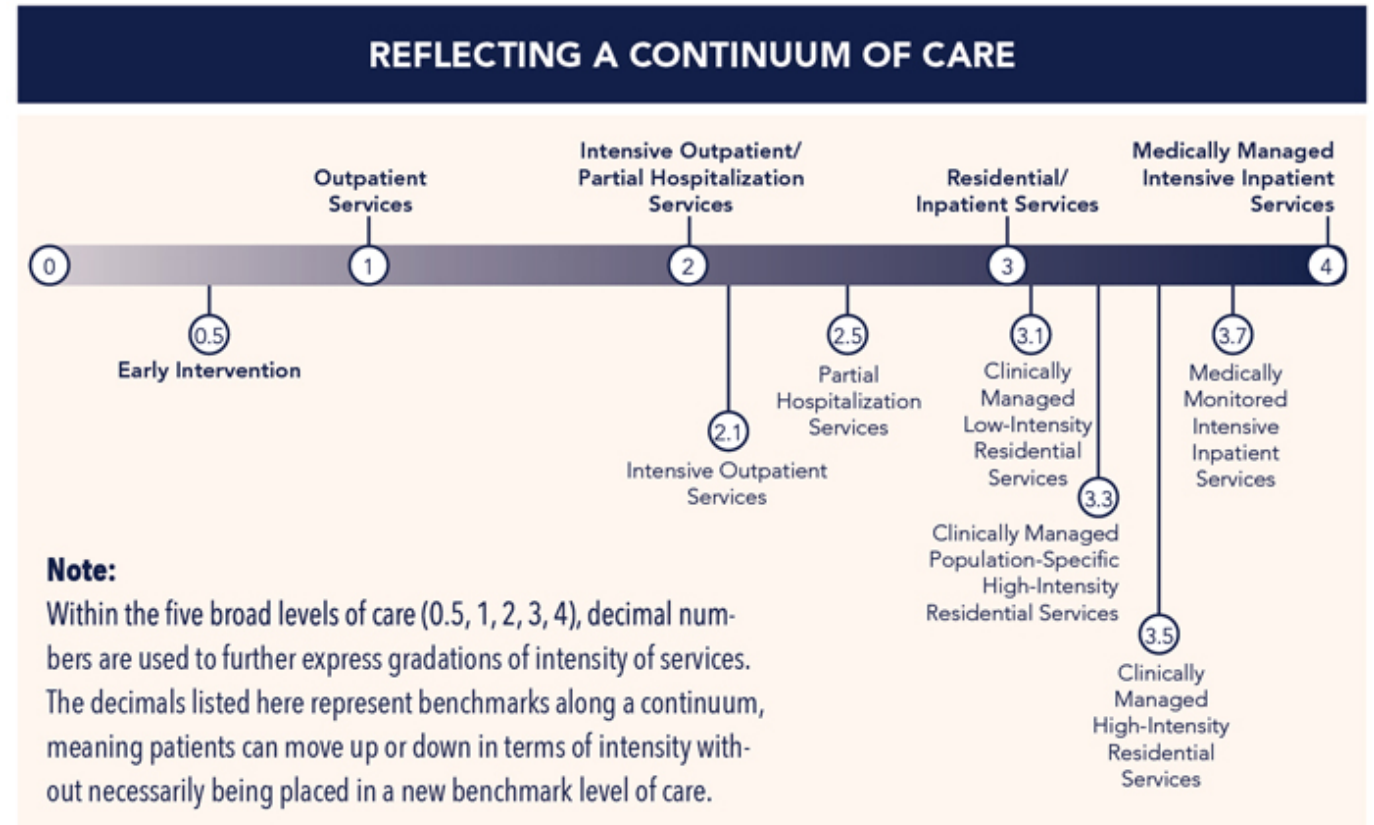 REFLECTING A CONTINUUM OF CARE
Outpatient
Services
Intensive Outpatient/
Partial Hospitalization
Services
Residential/
Inpatient Services
Medically Managed
Intensive Inpatient
Services
0
1
2
3
4
0.5
Early Intervention
2.1
Intensive Outpatient
Services
2.5
Partial
Hospitalization
Services
3.1
Clinically
Managed
Low-Intensity
Residential
Services
3.3
Clinically Managed
Population-Specific
High-Intensity
Residential Services
3.5
Clinically
Managed
High-Intensity
Residential
Services
3.7
Medically
Monitored
Intensive
Inpatient
Services
Note:
Within the five broad levels of care (0.5, 1, 2, 3, 4), decimal num-
bers are used to further express gradations of intensity of services.
The decimals listed here represent benchmarks along a continuum,
meaning patients can move up or down in terms of intensity with-
out necessarily being placed in a new benchmark level of care.